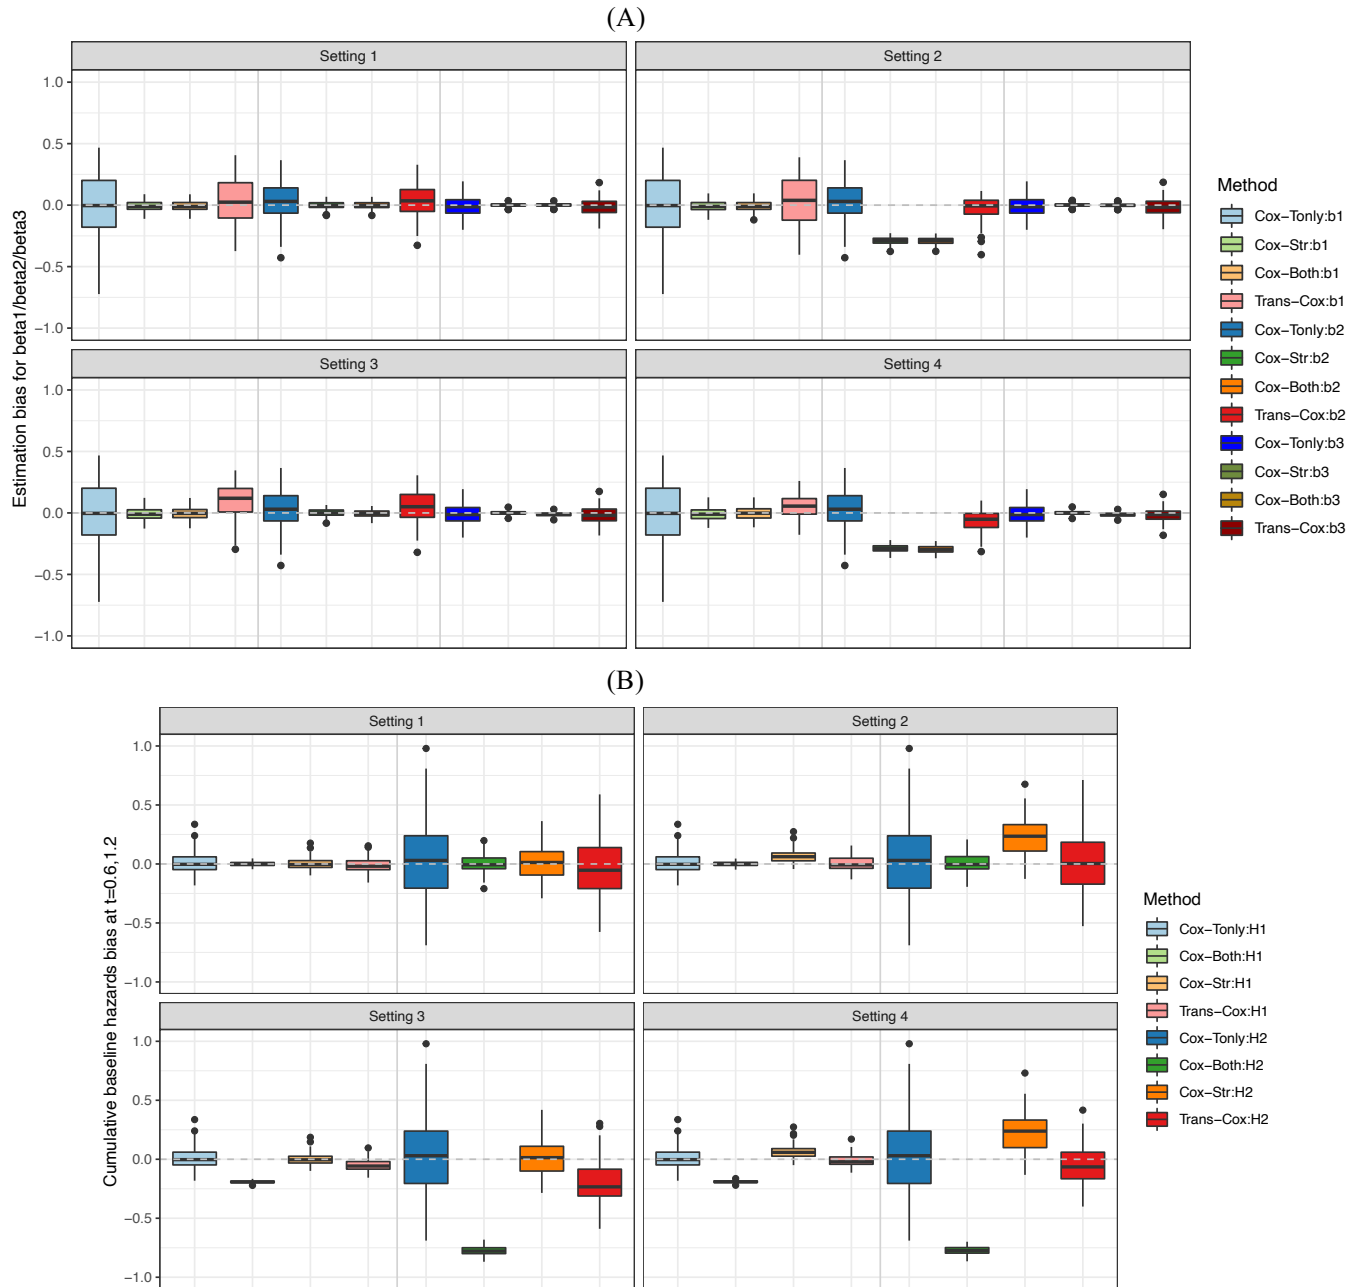 (A)
Setting 1
Setting 2
1.0
0.5
0.0
−0.5
−1.0
Setting 3
Setting 4
1.0
0.5
0.0
−0.5
−1.0
Estimation bias for beta1/beta2/beta3
Method
Cox−Tonly:b1
Cox−Str:b1
Cox−Both:b1
Trans−Cox:b1
Cox−Tonly:b2
Cox−Str:b2
Cox−Both:b2
Trans−Cox:b2
Cox−Tonly:b3
Cox−Str:b3
Cox−Both:b3
Trans−Cox:b3
(B)
Setting 1
Setting 2
1.0
0.5
0.0
−0.5
−1.0
Setting 3
Setting 4
1.0
0.5
0.0
−0.5
−1.0
Cumulative baseline hazards bias at t=0.6,1.2
Method
Cox−Tonly:H1
Cox−Both:H1
Cox−Str:H1
Trans−Cox:H1
Cox−Tonly:H2
Cox−Both:H2
Cox−Str:H2
Trans−Cox:H2